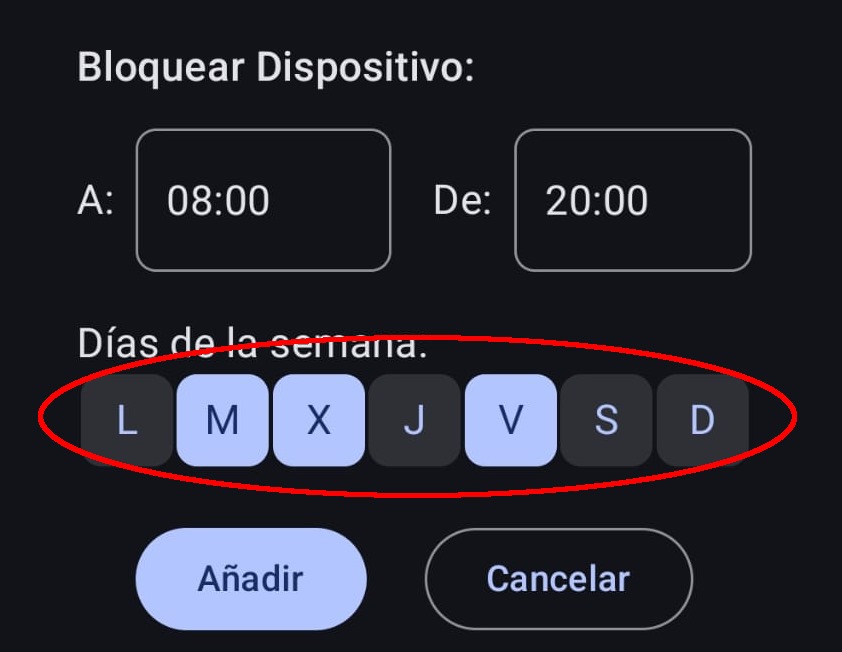 Bloquear Dispositivo:
A: 08:00 De: 20:00
Días de la semana:
L M X J V S D
Añadir Cancelar